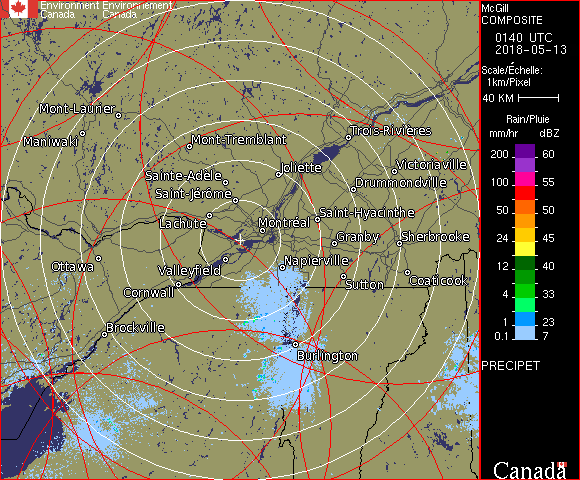 Environment Environnement
Canada Canada
McGill
COMPOSITE
0140 UTC
2018-05-13
Scale/Échelle:
1km/Pixel
40 KM
Rain/Pluie
mm/hr dBZ
200 60
55
100 55
50 50
24 45
12 40
4 33
1 23
0.1 7
PRECIPET
Canada
Mont-Laurier
Maniwaki
Mont-Tremblant
Trois-Rivières
Joliette
Victoriaville
Sainte-Adèle
Saint-Jérôme
Drummondville
Lachute
Montréal
Saint-Hyacinthe
Granby
Sherbrooke
Ottawa
Valleyfield
Napierville
Cornwall
Sutton
Coaticook
Brockville
Burlington